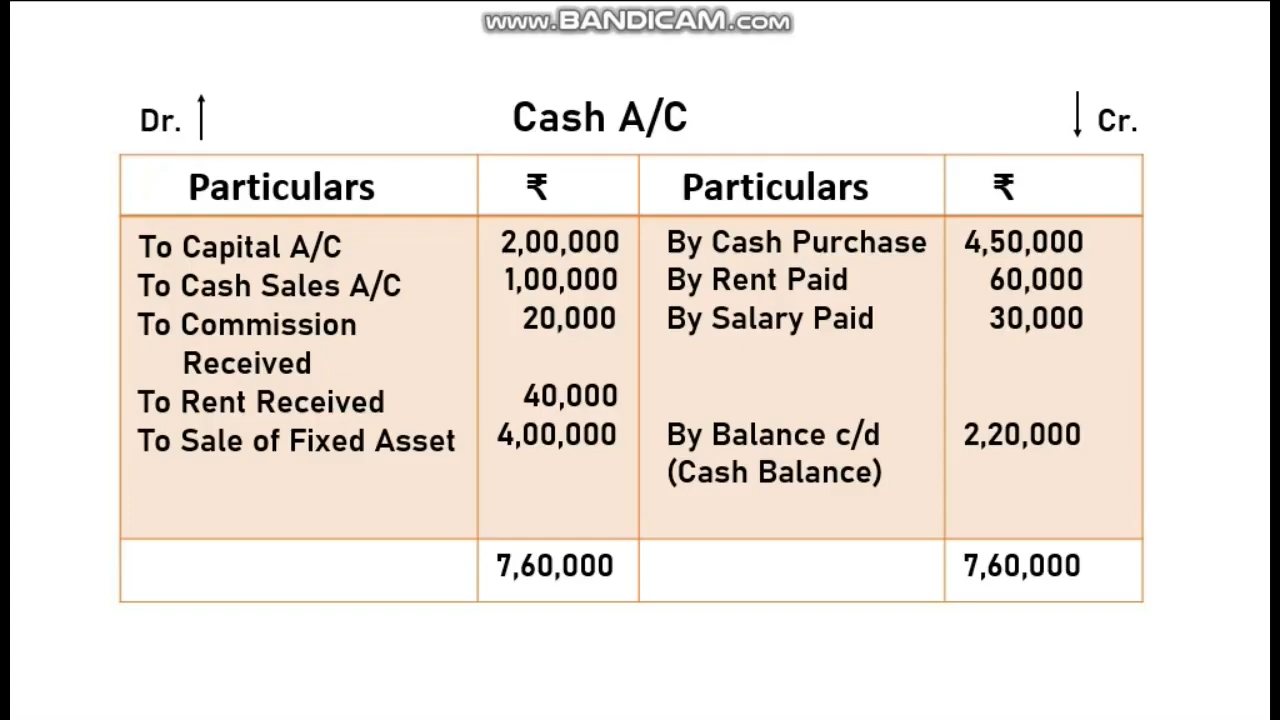 www.BANDICAM.com
Dr. Cash A/C Cr.
Particulars ₹ Particulars ₹
To Capital A/C 2,00,000 By Cash Purchase 4,50,000
To Cash Sales A/C 1,00,000 By Rent Paid 60,000
To Commission 20,000 By Salary Paid 30,000
Received
To Rent Received 40,000
To Sale of Fixed Asset 4,00,000 By Balance c/d 2,20,000
(Cash Balance)
7,60,000 7,60,000